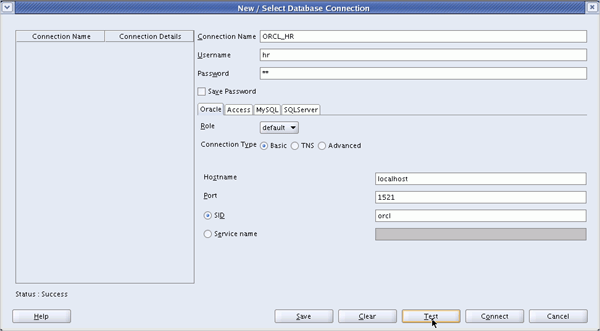 New / Select Database Connection
Connection Name Connection Details
Connection Name ORCL_HR
Username hr
Password **
Save Password
Oracle Access MySQL SQLServer
Role default
Connection Type Basic TNS Advanced
Hostname localhost
Port 1521
SID orcl
Service name
Status : Success
Help Save Clear Test Connect Cancel